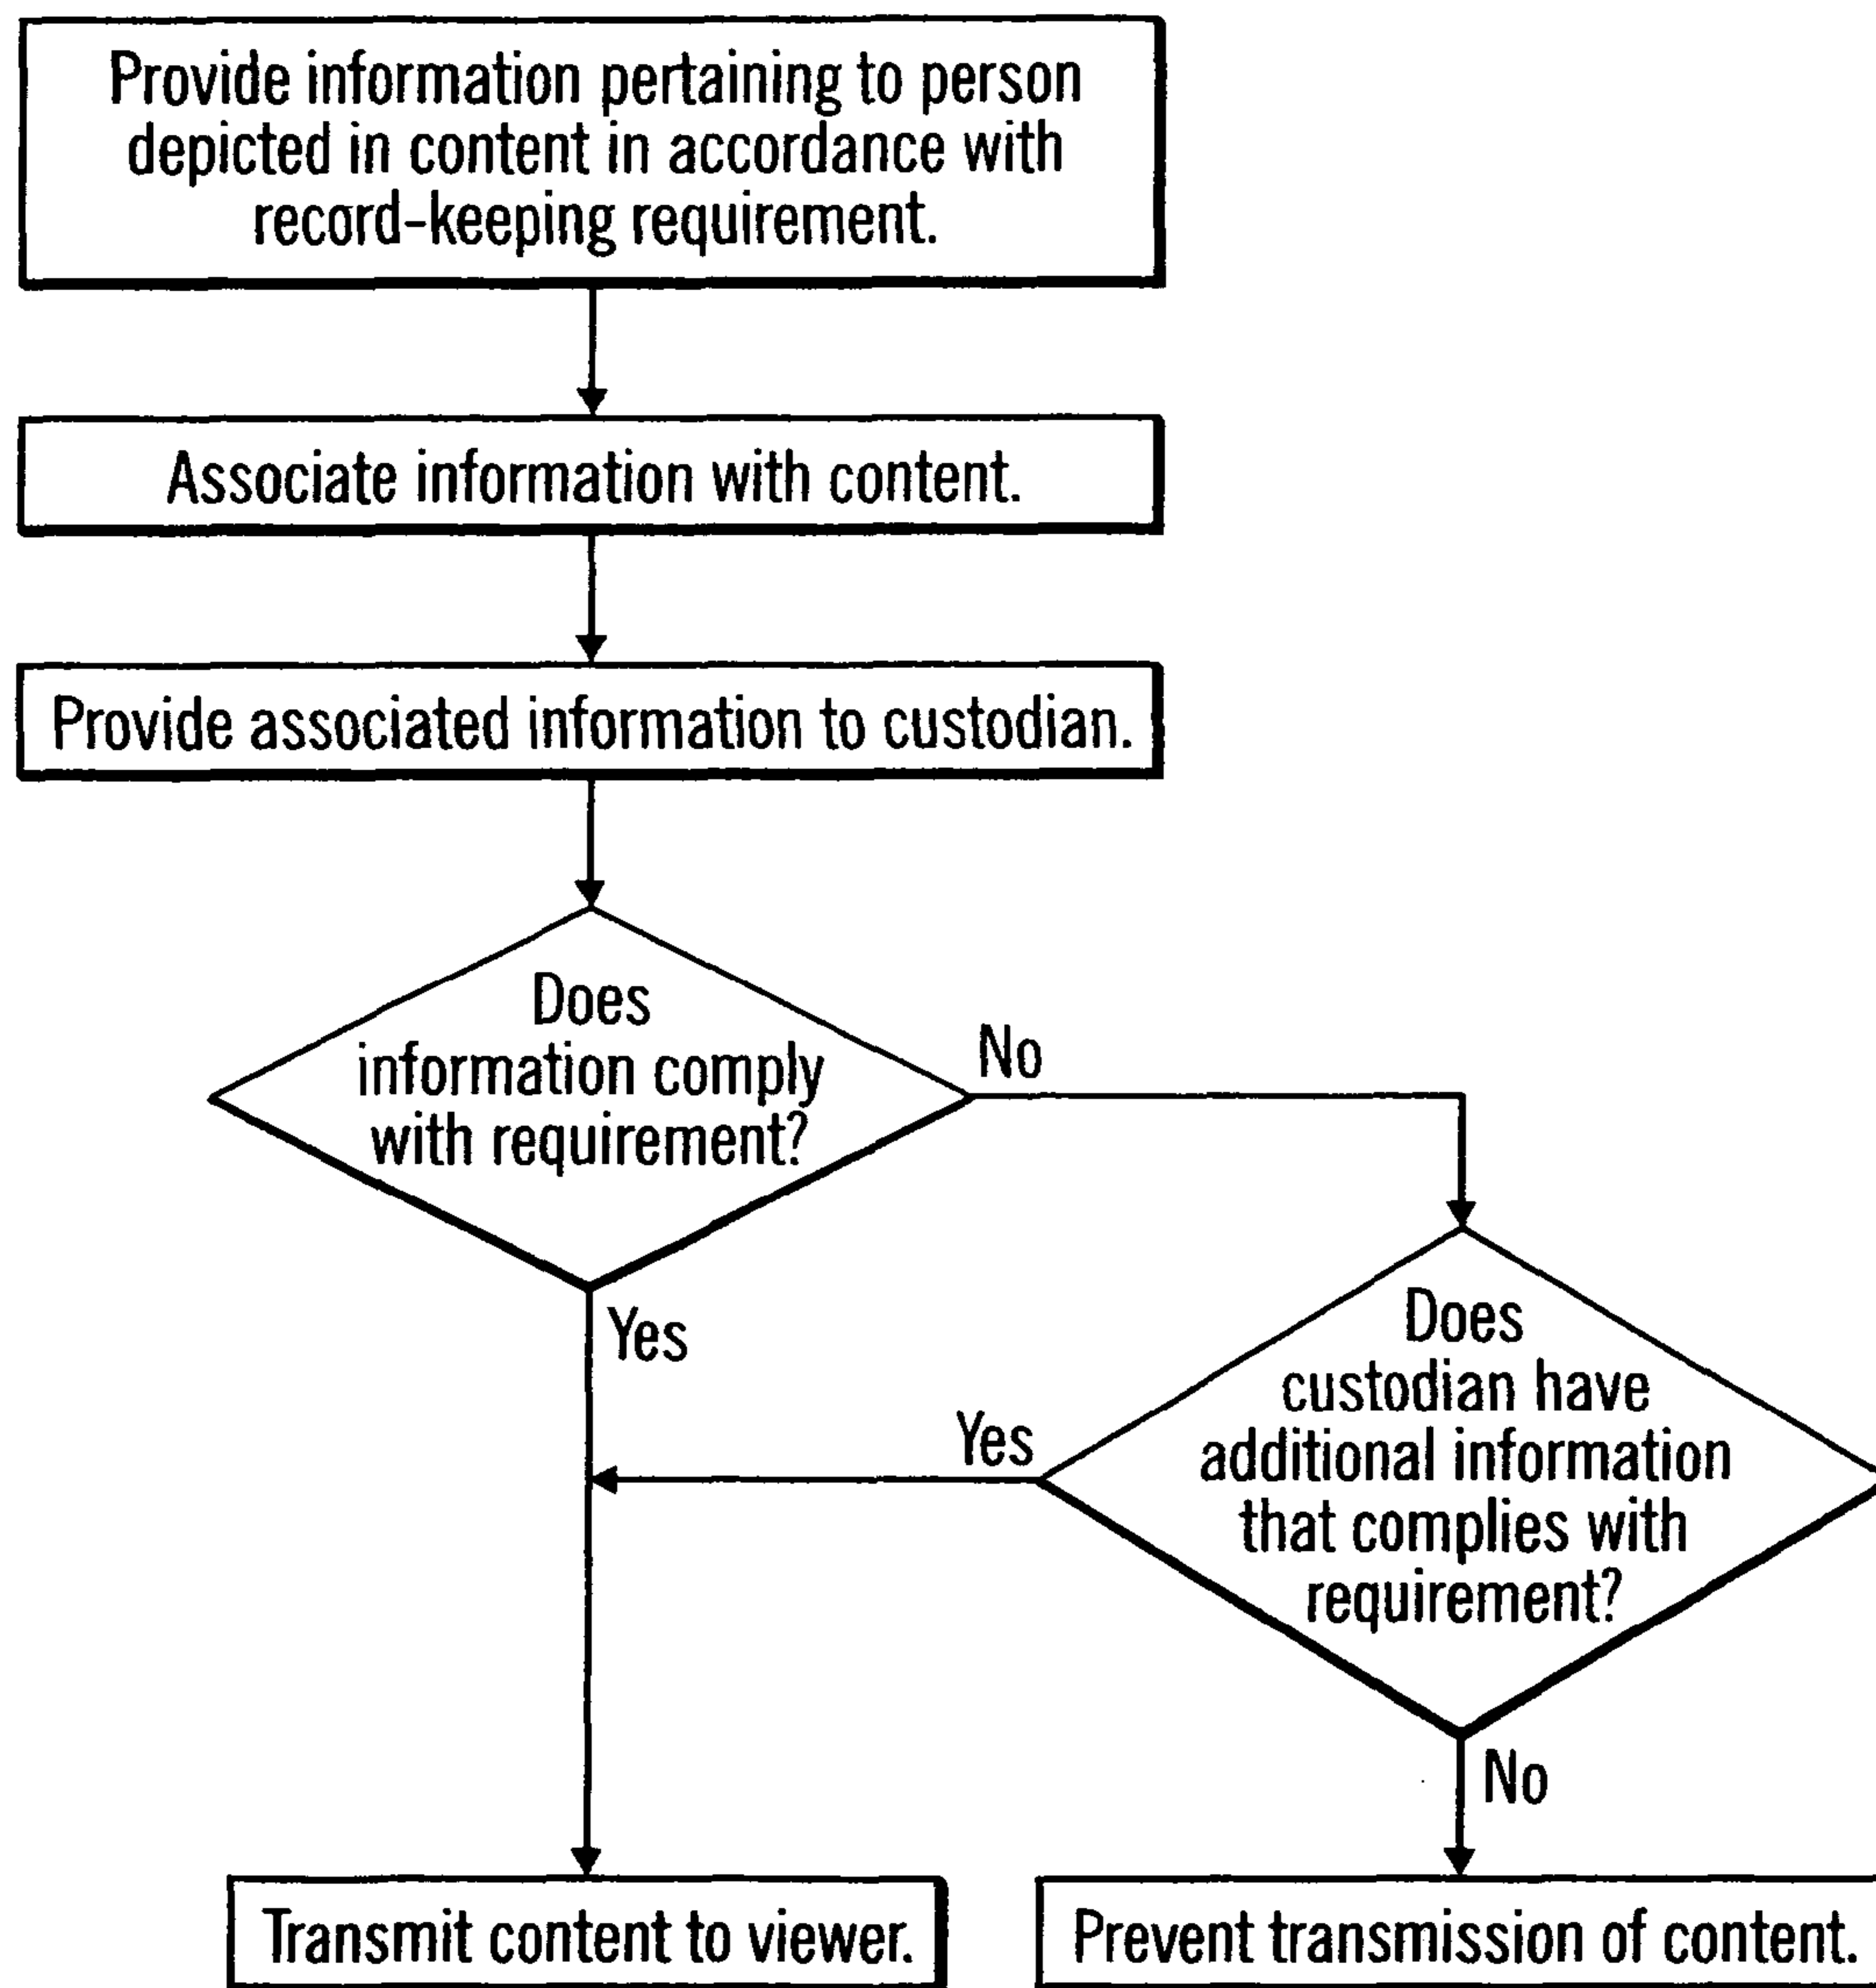 Provide information pertaining to person
depicted in content in accordance with
record-keeping requirement.
Associate information with content.
Provide associated information to custodian.
Does
information comply
with requirement?
No
Yes
Does
custodian have
additional information
that complies with
requirement?
Yes
No
Transmit content to viewer.
Prevent transmission of content.